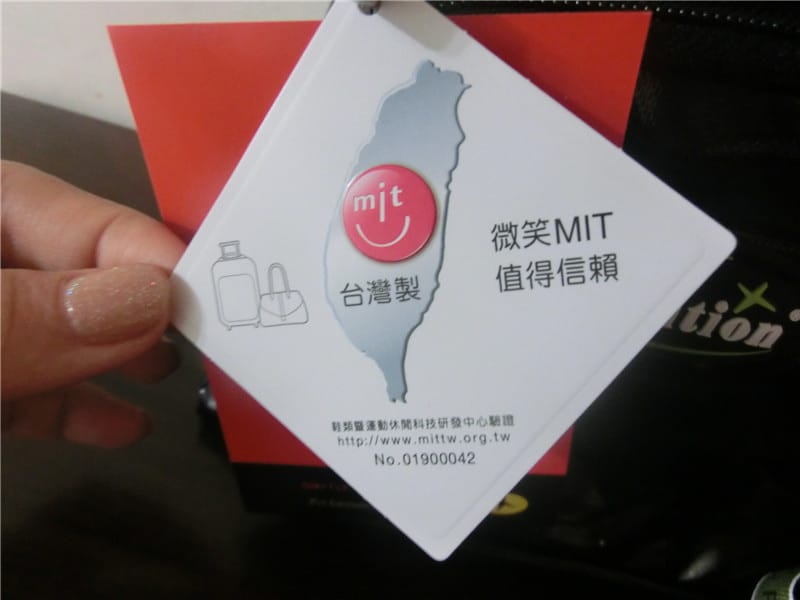 mit
微笑MIT
值得信賴
台灣製
鞋類暨運動休閒科技研發中心驗證
http://www.mittw.org.tw
No.01900042